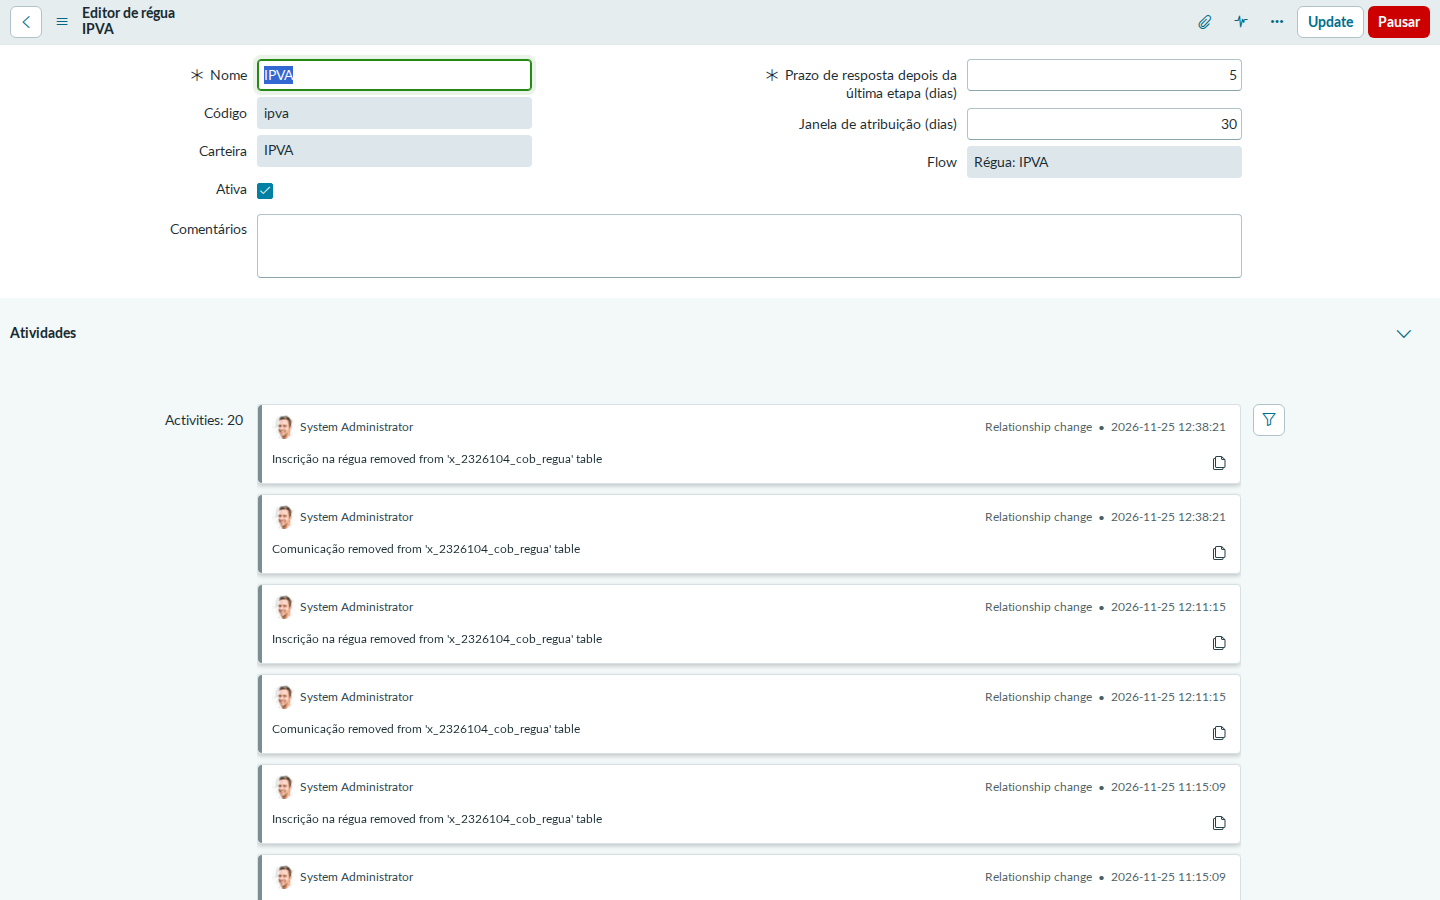 Editor de régua
IPVA
Update
Pausar
Nome
IPVA
Código
ipva
Carteira
IPVA
Ativa
Prazo de resposta depois da
última etapa (dias)
5
Janela de atribuição (dias)
30
Flow
Régua: IPVA
Comentários
Atividades
Activities: 20
System Administrator
Relationship change • 2026-11-25 12:38:21
Inscrição na régua removed from 'x_2326104_cob_regua' table
System Administrator
Relationship change • 2026-11-25 12:38:21
Comunicação removed from 'x_2326104_cob_regua' table
System Administrator
Relationship change • 2026-11-25 12:11:15
Inscrição na régua removed from 'x_2326104_cob_regua' table
System Administrator
Relationship change • 2026-11-25 12:11:15
Comunicação removed from 'x_2326104_cob_regua' table
System Administrator
Relationship change • 2026-11-25 11:15:09
Inscrição na régua removed from 'x_2326104_cob_regua' table
System Administrator
Relationship change • 2026-11-25 11:15:09